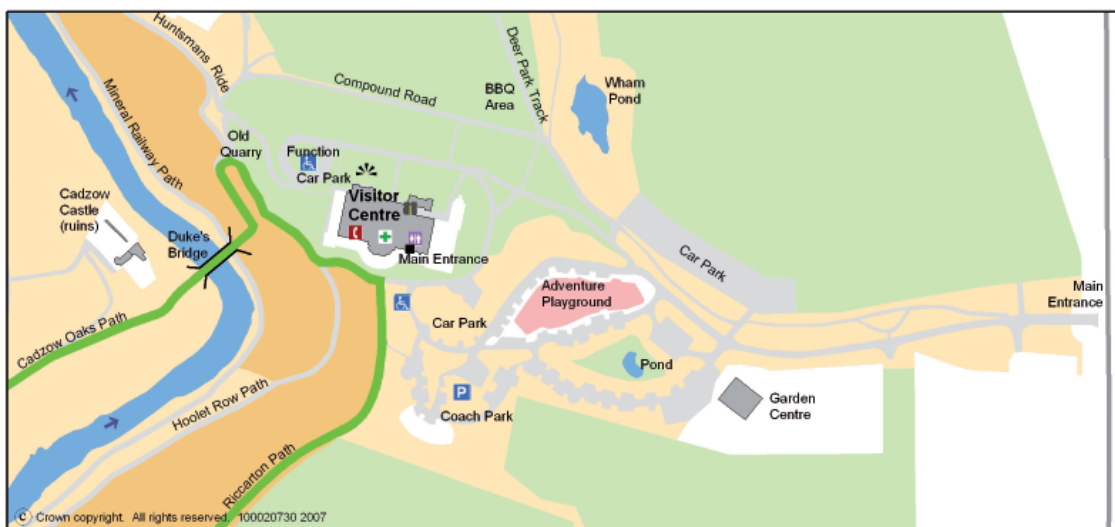 Huntsmans Ride
Mineral Railway Path
Compound Road
Deer Park Track
BBQ
Area
Wham
Pond
Old
Quarry
Function
Car Park
Visitor
Centre
i
Main Entrance
Cadzow
Castle
(ruins)
Duke's
Bridge
Cadzow Oaks Path
Hoolet Row Path
Riccarton Path
Car Park
Adventure
Playground
Car Park
Main
Entrance
Pond
P
Coach Park
Garden
Centre
c Crown copyright. All rights reserved. 100020730 2007